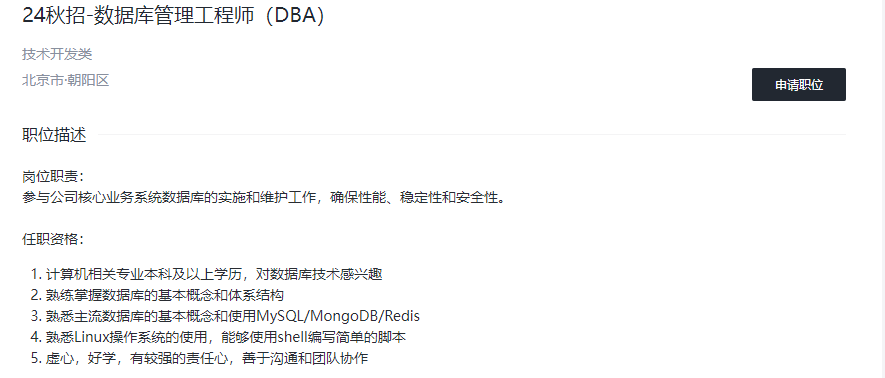 24秋招-数据库管理工程师（DBA）
技术开发类
北京市·朝阳区
申请职位
职位描述
岗位职责：
参与公司核心业务系统数据库的实施和维护工作，确保性能、稳定性和安全性。
任职资格：
1. 计算机相关专业本科及以上学历，对数据库技术感兴趣
2. 熟练掌握数据库的基本概念和体系结构
3. 熟悉主流数据库的基本概念和使用MySQL/MongoDB/Redis
4. 熟悉Linux操作系统的使用，能够使用shell编写简单的脚本
5. 虚心，好学，有较强的责任心，善于沟通和团队协作